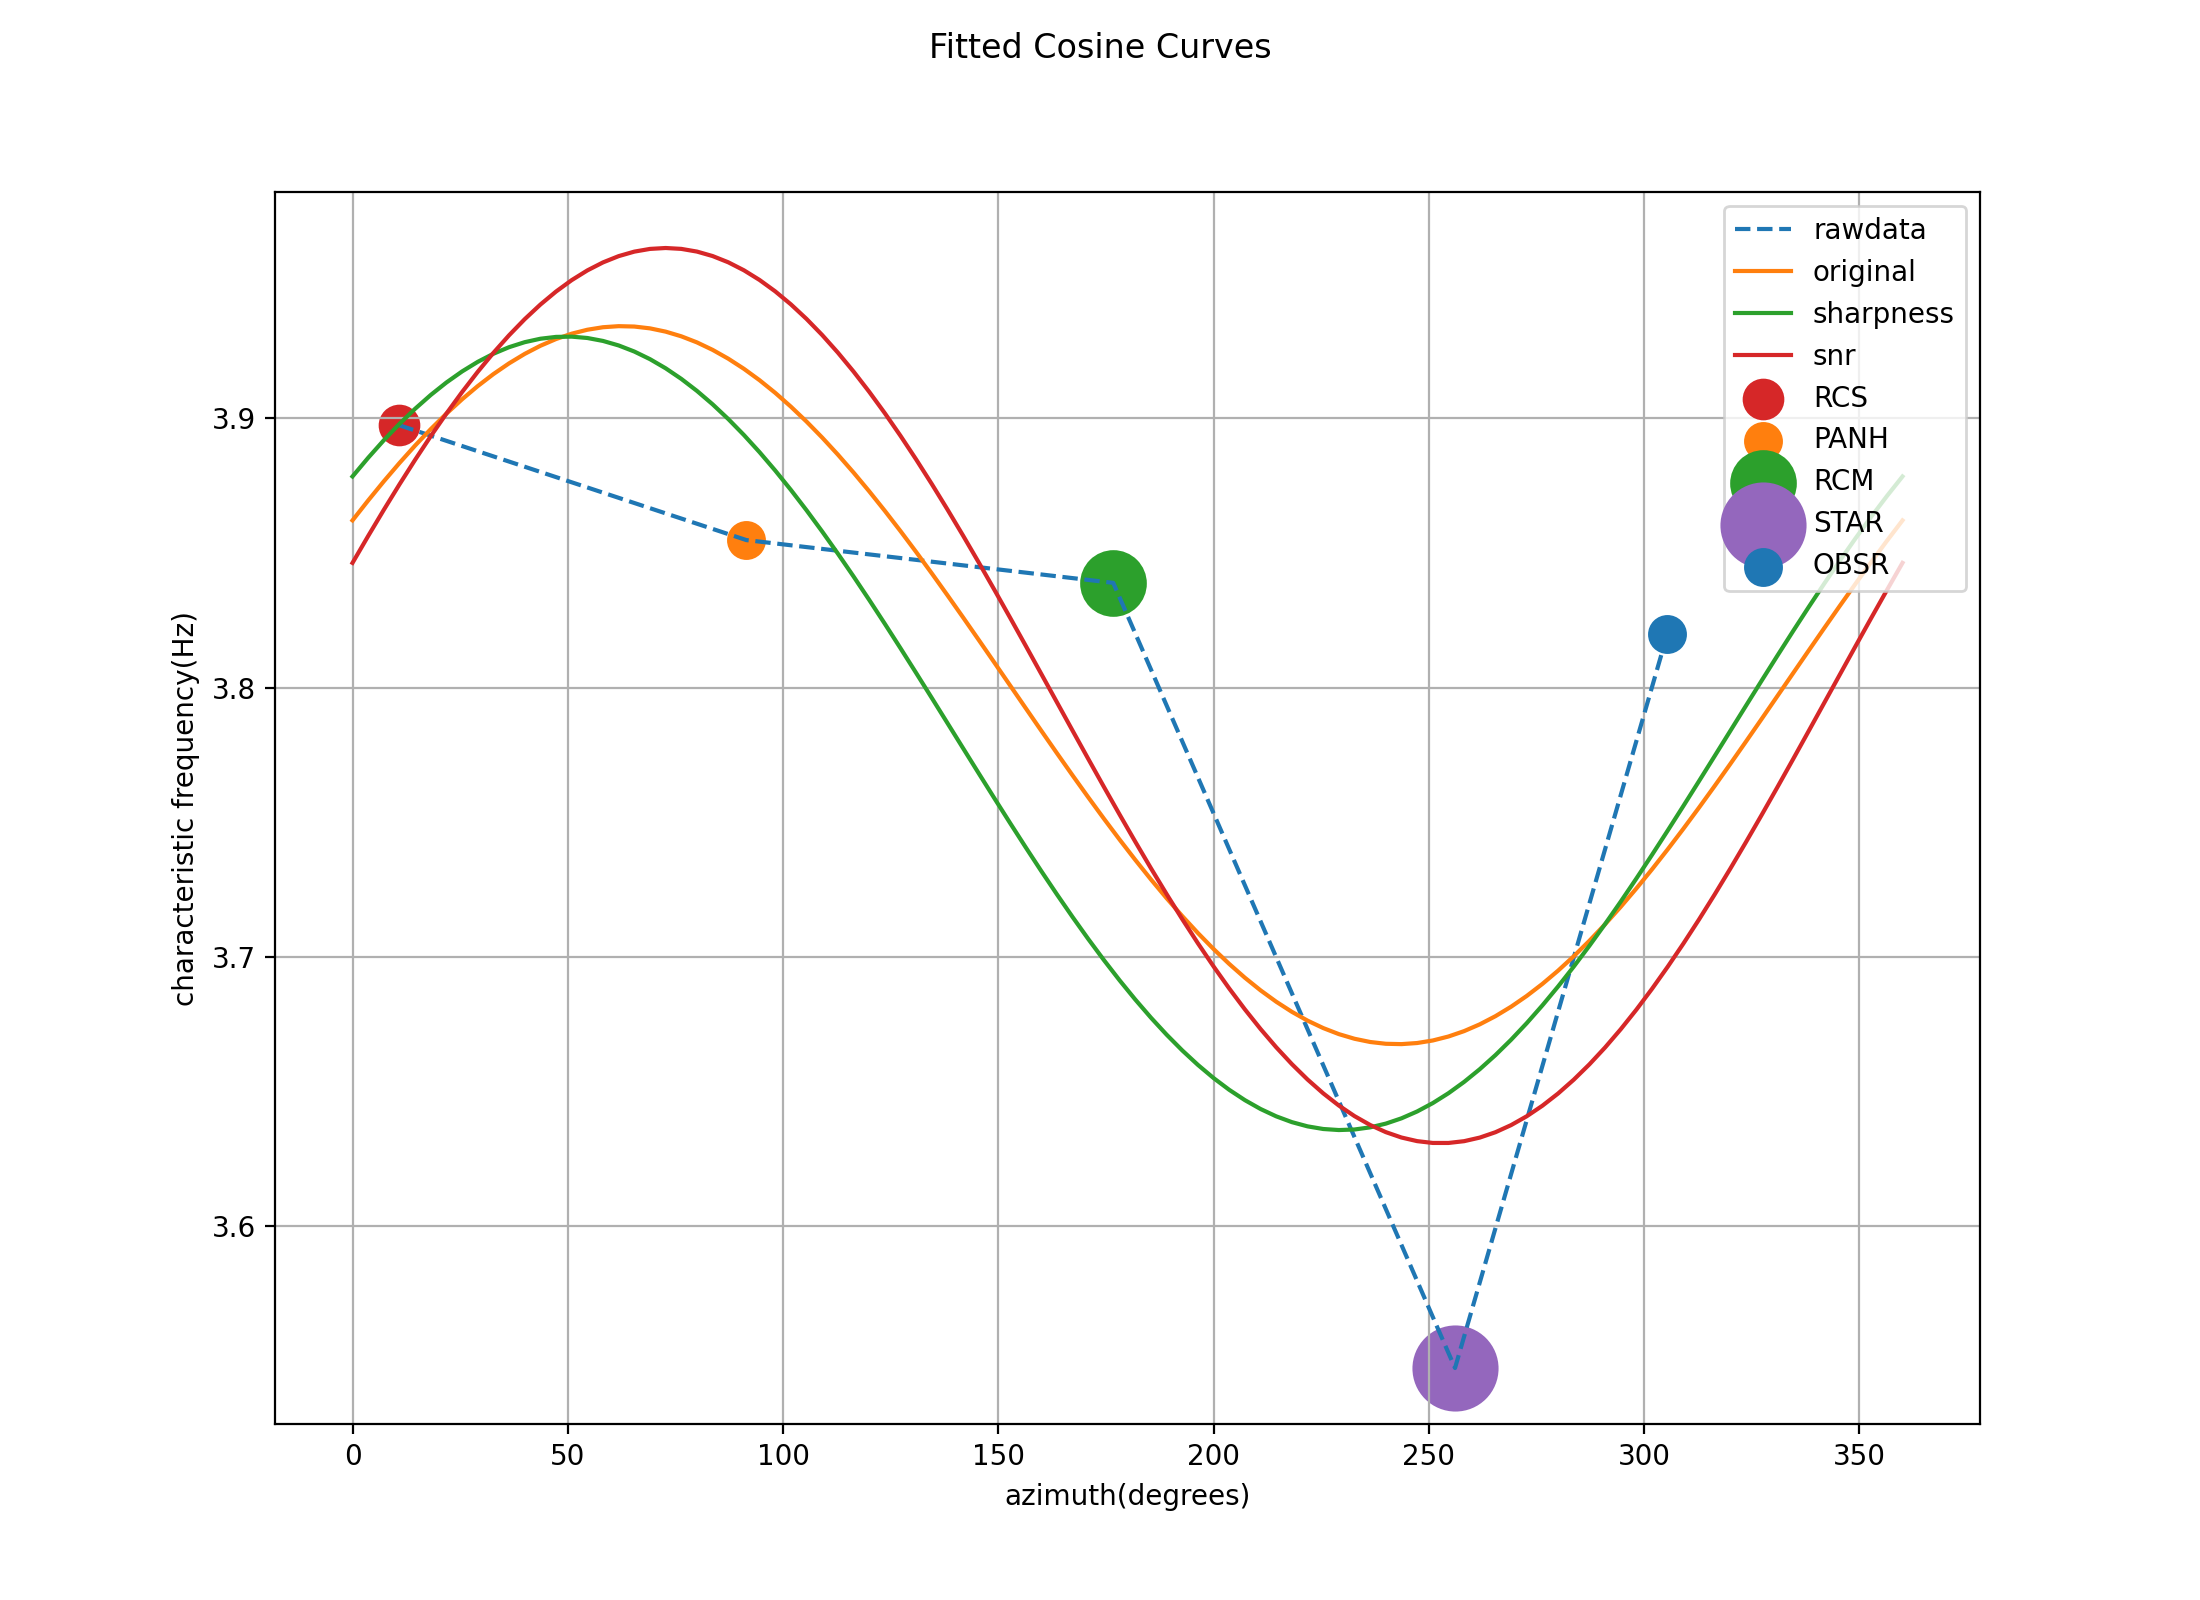 Fitted Cosine Curves
rawdata
original
sharpness
snr
RCS
PANH
RCM
STAR
OBSR
characteristic frequency(Hz)
3.9
3.8
3.7
3.6
0 50 100 150 200 250 300 350
azimuth(degrees)